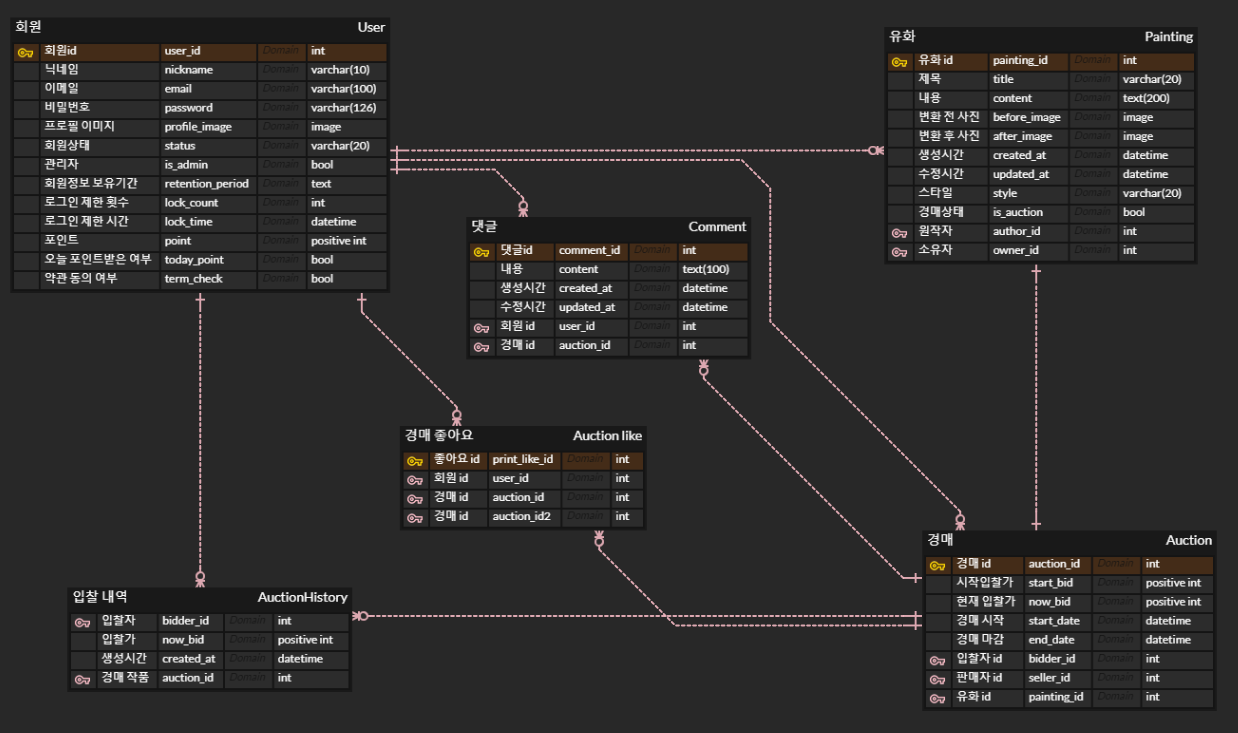 회원 User
회원id user_id Domain int
닉네임 nickname Domain varchar(10)
이메일 email Domain varchar(100)
비밀번호 password Domain varchar(126)
프로필 이미지 profile_image Domain image
회원상태 status Domain varchar(20)
관리자 is_admin Domain bool
회원정보 보유기간 retention_period Domain text
로그인 제한 횟수 lock_count Domain int
로그인 제한 시간 lock_time Domain datetime
포인트 point Domain positive int
오늘 포인트받은 여부 today_point Domain bool
약관 동의 여부 term_check Domain bool
유화 Painting
유화 id painting_id Domain int
제목 title Domain varchar(20)
내용 content Domain text(200)
변환 전 사진 before_image Domain image
변환 후 사진 after_image Domain image
생성시간 created_at Domain datetime
수정시간 updated_at Domain datetime
스타일 style Domain varchar(20)
경매상태 is_auction Domain bool
원작자 author_id Domain int
소유자 owner_id Domain int
댓글 Comment
댓글id comment_id Domain int
내용 content Domain text(100)
생성시간 created_at Domain datetime
수정시간 updated_at Domain datetime
회원 id user_id Domain int
경매 id auction_id Domain int
경매 좋아요 Auction like
좋아요 id print_like_id Domain int
회원 id user_id Domain int
경매 id auction_id Domain int
경매 id auction_id2 Domain int
경매 Auction
경매 id auction_id Domain int
시작입찰가 start_bid Domain positive int
현재 입찰가 now_bid Domain positive int
경매 시작 start_date Domain datetime
경매 마감 end_date Domain datetime
입찰자 id bidder_id Domain int
판매자 id seller_id Domain int
유화 id painting_id Domain int
입찰 내역 AuctionHistory
입찰자 bidder_id Domain int
입찰가 now_bid Domain positive int
생성시간 created_at Domain datetime
경매 작품 auction_id Domain int